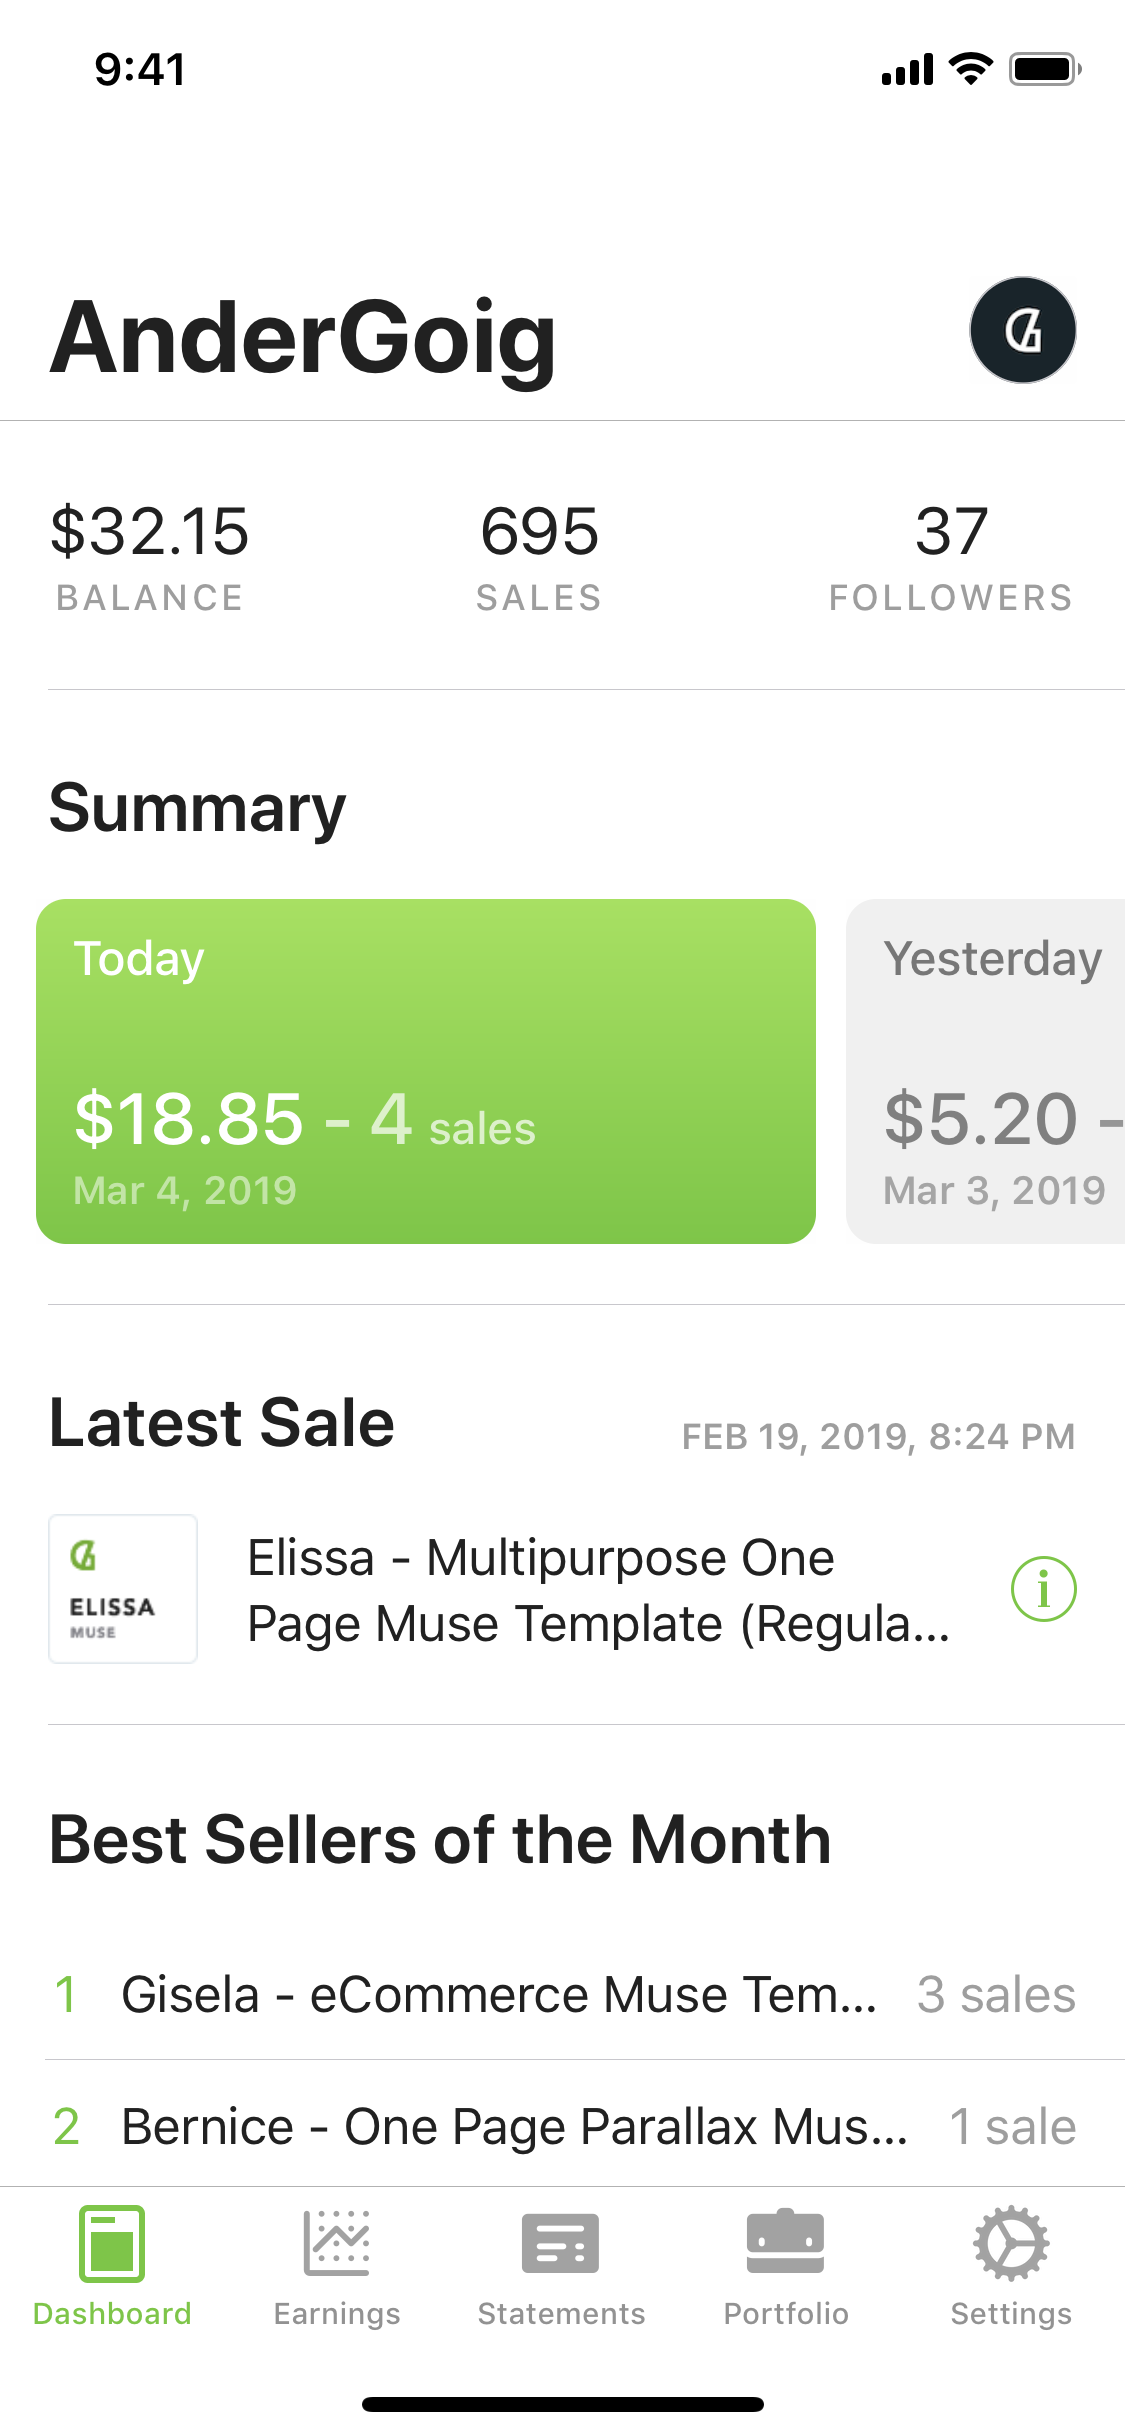 9:41
AnderGoig
$32.15
BALANCE
695
SALES
37
FOLLOWERS
Summary
Today
$18.85 - 4 sales
Mar 4, 2019
Yesterday
$5.20 -
Mar 3, 2019
Latest Sale
FEB 19, 2019, 8:24 PM
ELISSA
MUSE
Elissa - Multipurpose One
Page Muse Template (Regula...
Best Sellers of the Month
1 Gisela - eCommerce Muse Tem... 3 sales
2 Bernice - One Page Parallax Mus... 1 sale
Dashboard
Earnings
Statements
Portfolio
Settings